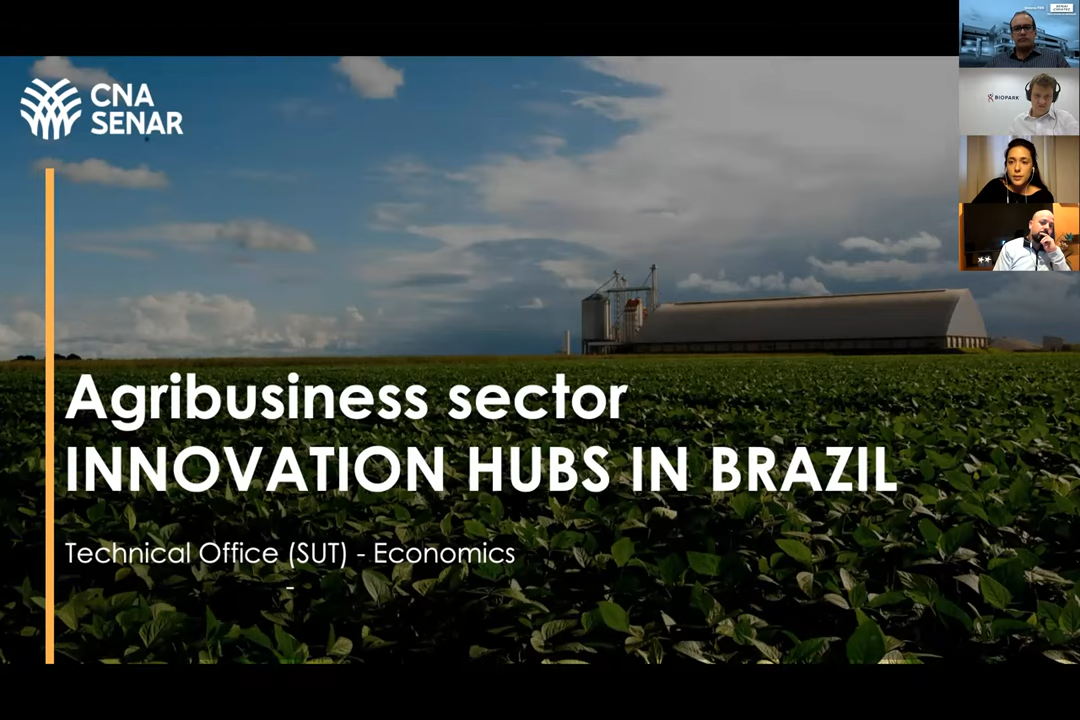 CNA
SENAR
BIOPARK
Agribusiness sector
INNOVATION HUBS IN BRAZIL
Technical Office (SUT) - Economics
-